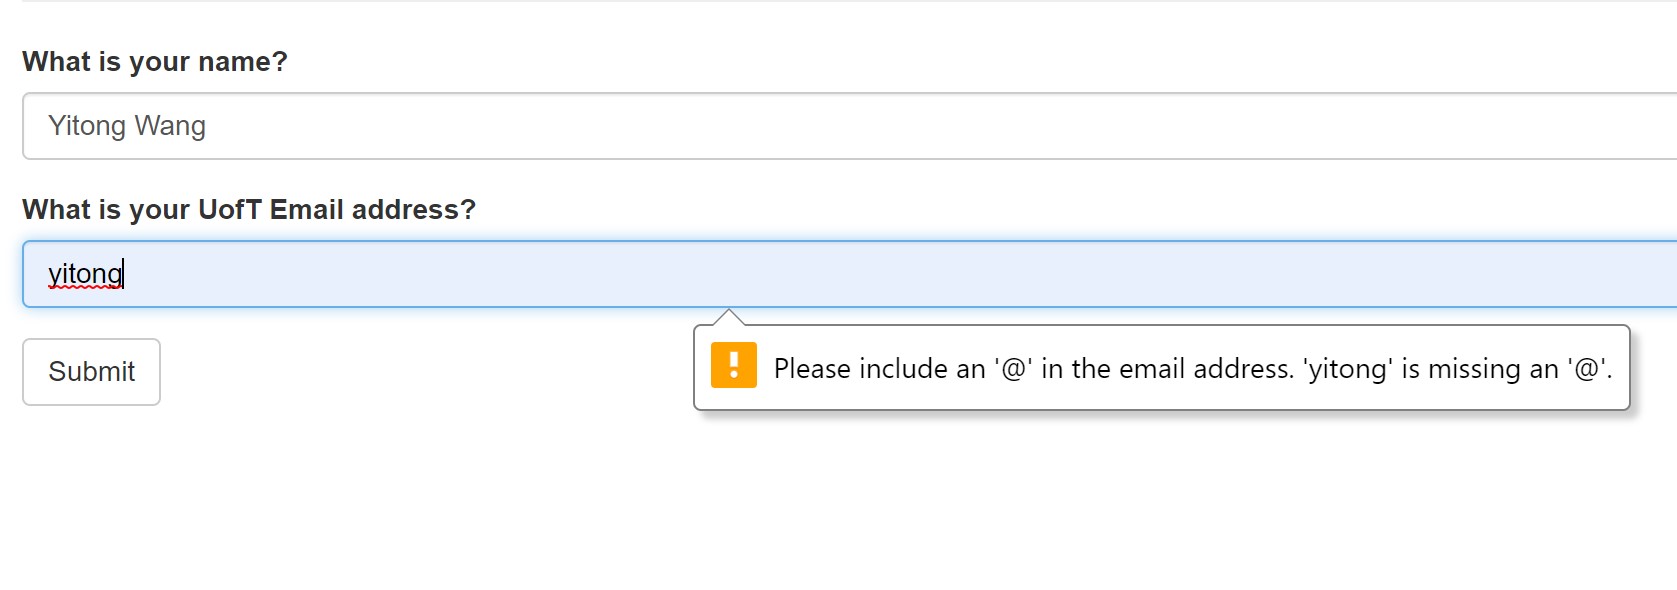 What is your name?
Yitong Wang
What is your UofT Email address?
yitong
Submit
Please include an '@' in the email address. 'yitong' is missing an '@'.